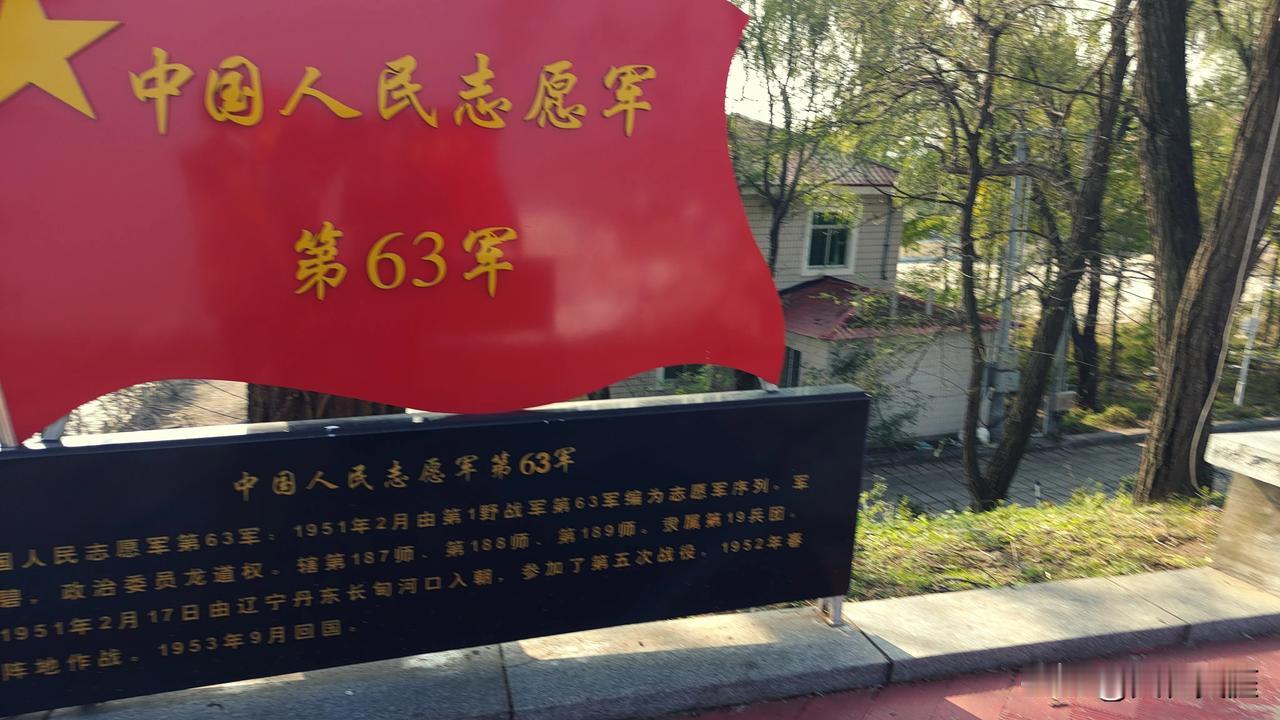 中国人民志愿军
第63军
中国人民志愿军第63军
国人民志愿军第63军：1951年2月由第1野战军第63军编为志愿军序列。军
碧，政治委员龙道权。辖第187师、第188师、第189师。隶属第19兵团。
1951年2月17日由辽宁丹东长甸河口入朝，参加了第五次战役，1952年春
阵地作战。1953年9月回国。